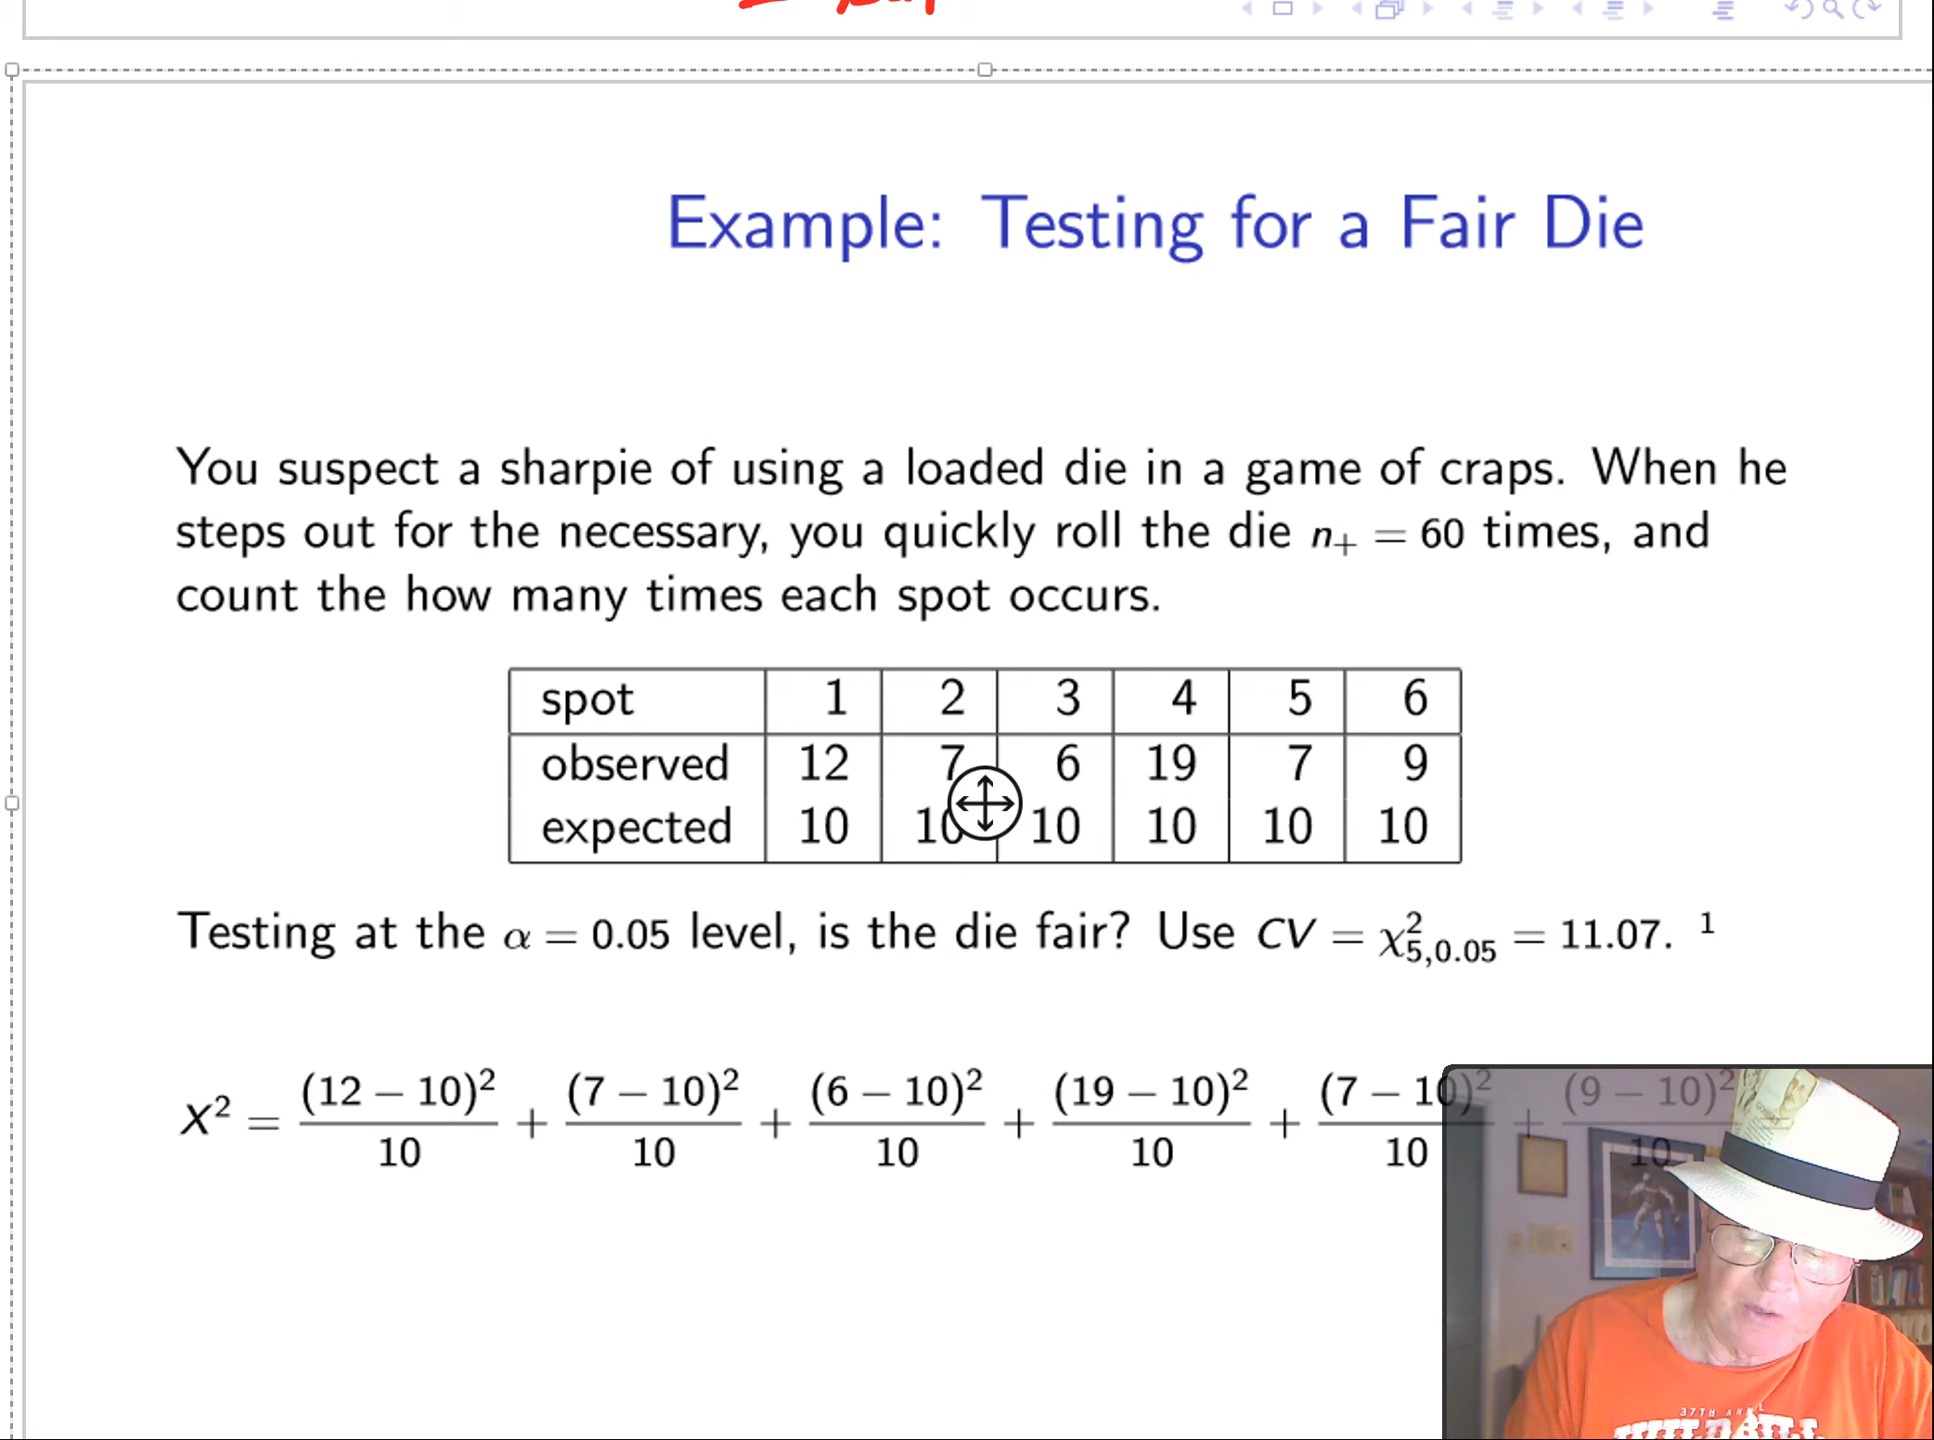 Example: Testing for a Fair Die
You suspect a sharpie of using a loaded die in a game of craps. When he
steps out for the necessary, you quickly roll the die n₊ = 60 times, and
count the how many times each spot occurs.
spot 1 2 3 4 5 6
observed 12 7 6 19 7 9
expected 10 10 10 10 10 10
Testing at the α = 0.05 level, is the die fair? Use CV = χ²₅,₀.₀₅ = 11.07. ¹
X² = (12 − 10)²/10 + (7 − 10)²/10 + (6 − 10)²/10 + (19 − 10)²/10 + (7 − 10)²/10 + (9 − 10)²/10
37TH